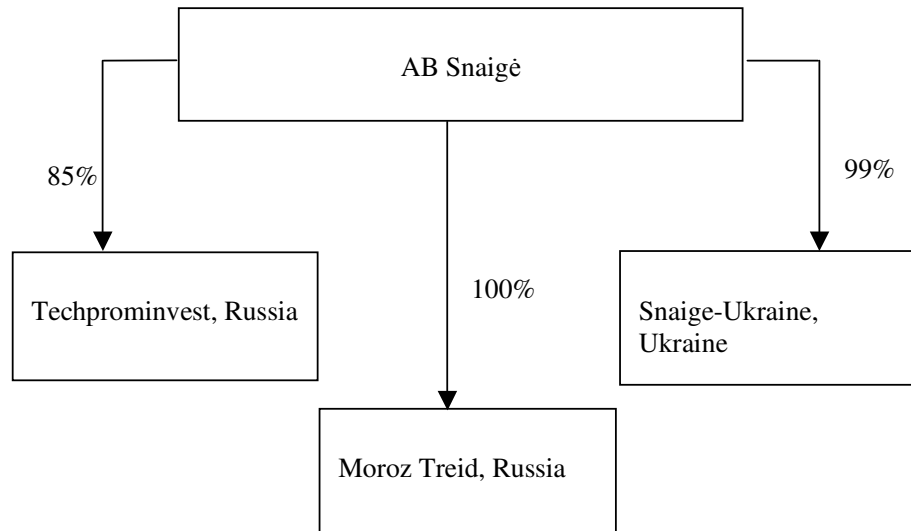 AB Snaigė
85%
99%
Techprominvest, Russia
100%
Snaige-Ukraine,
Ukraine
Moroz Treid, Russia